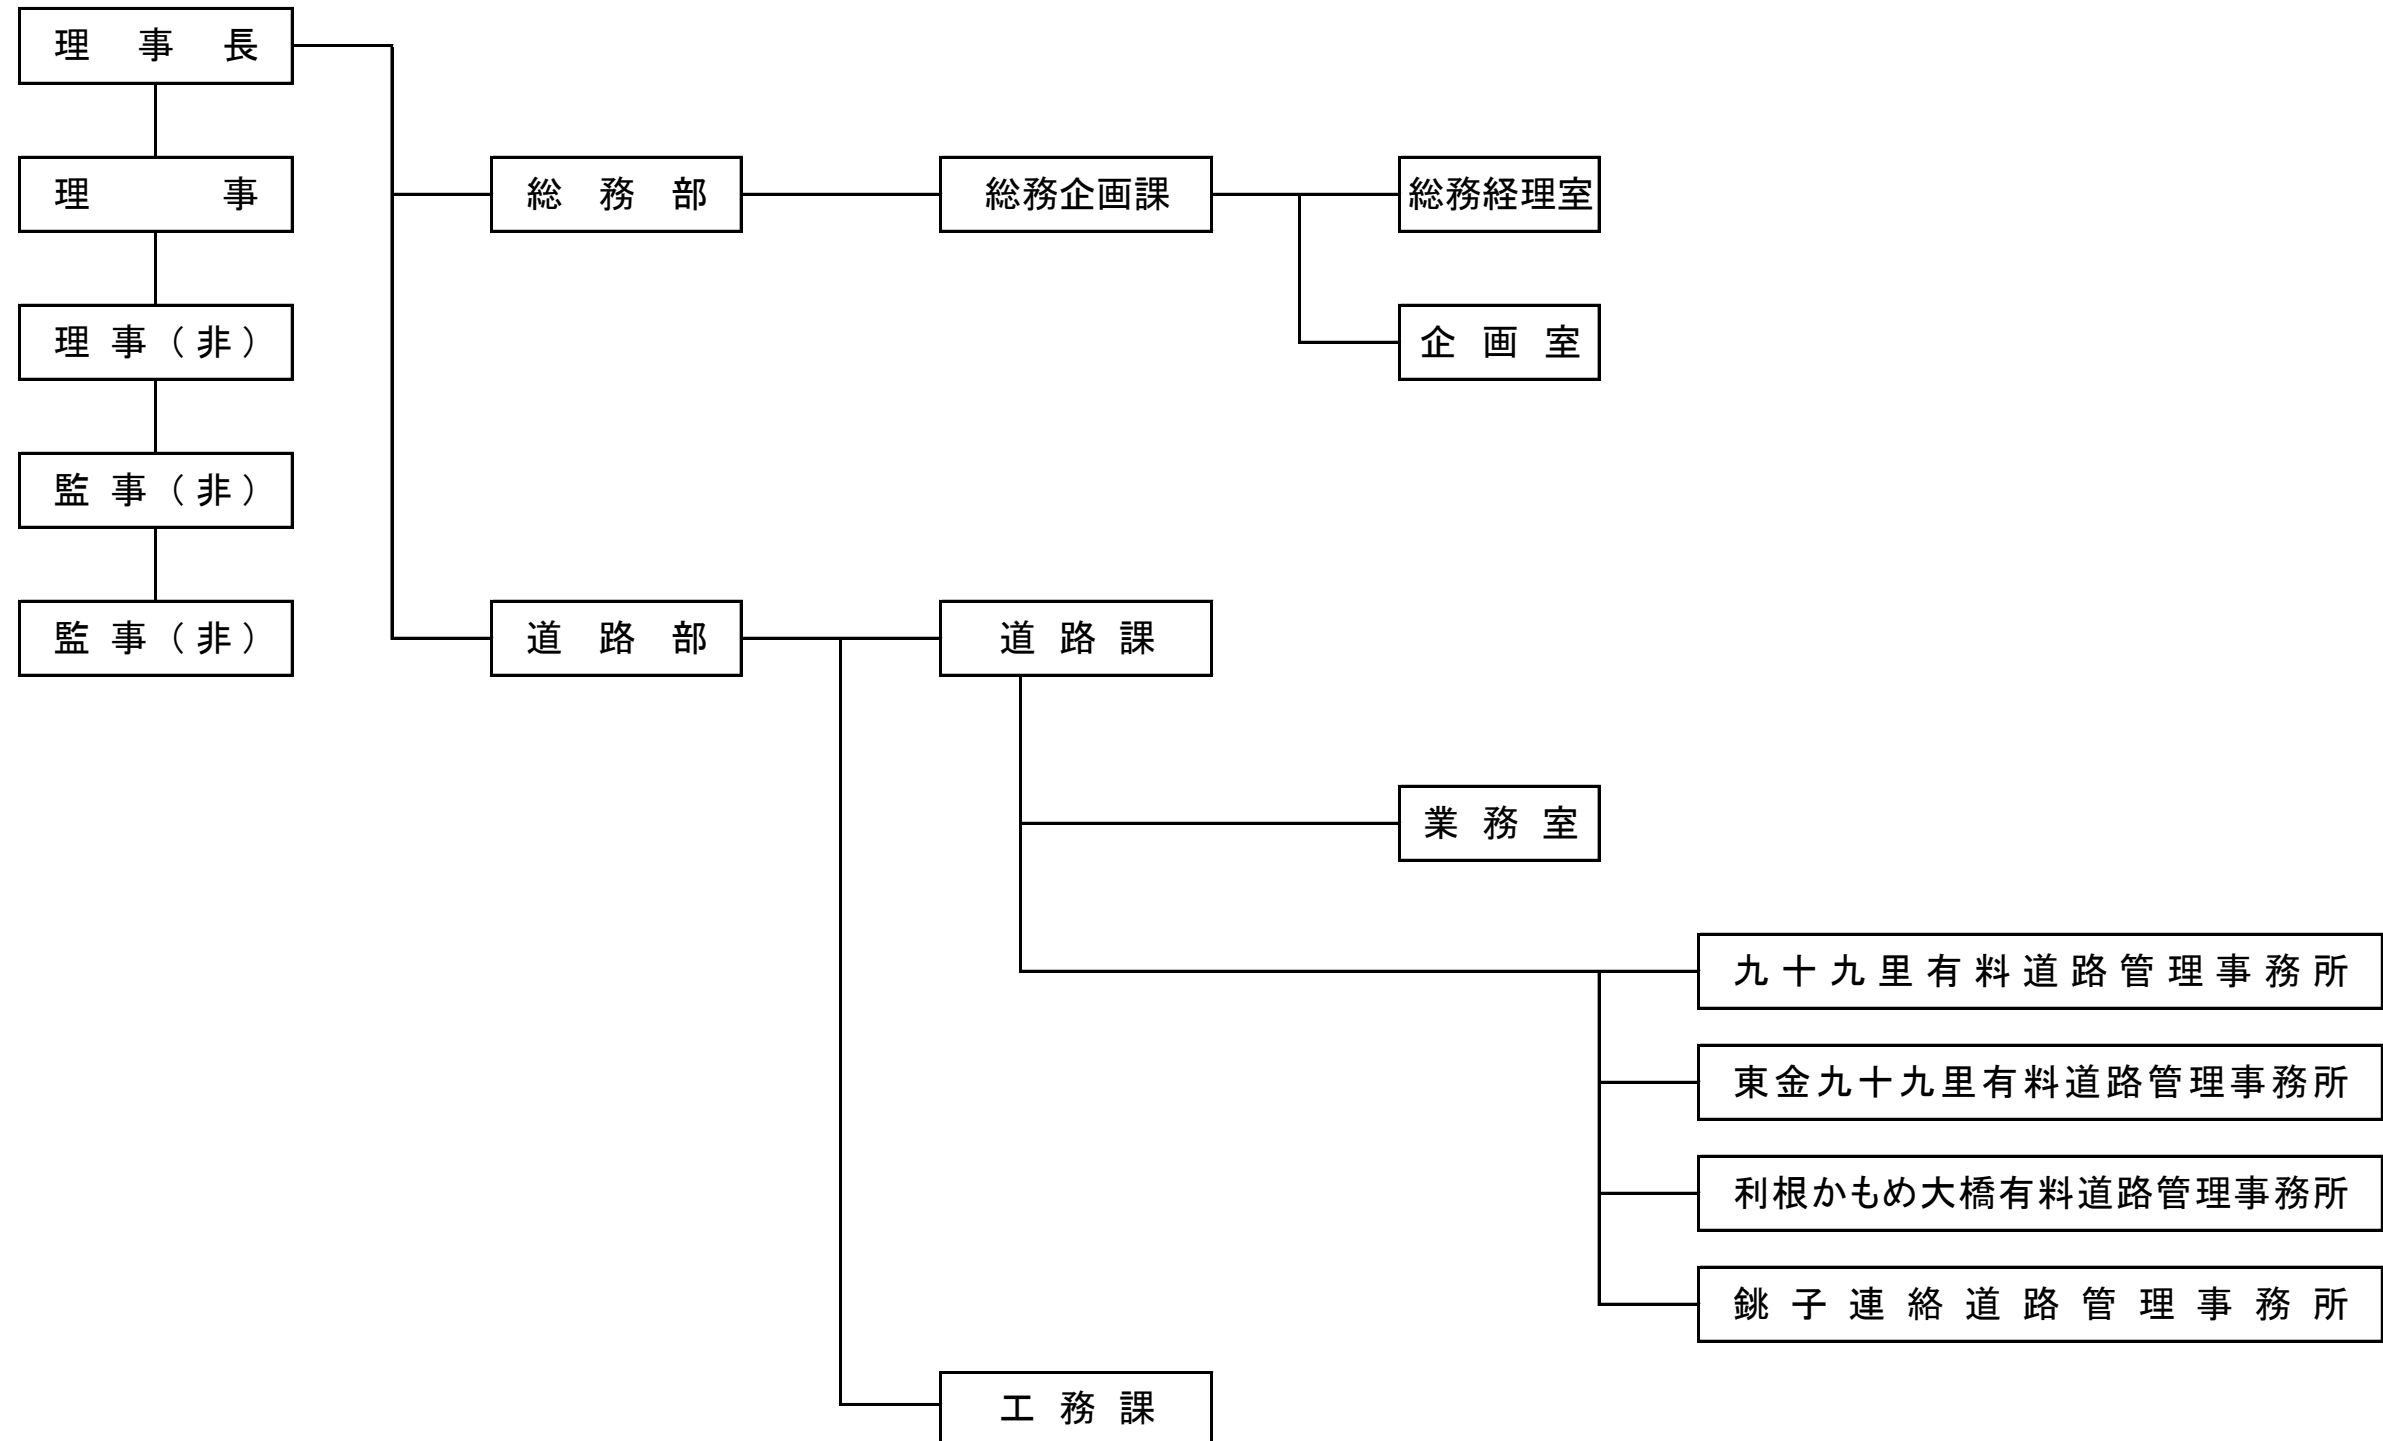 理事長
理事
総務部
総務企画課
総務経理室
理事（非）
企画室
監事（非）
監事（非）
道路部
道路課
業務室
九十九里有料道路管理事務所
東金九十九里有料道路管理事務所
利根かもめ大橋有料道路管理事務所
銚子連絡道路管理事務所
工務課